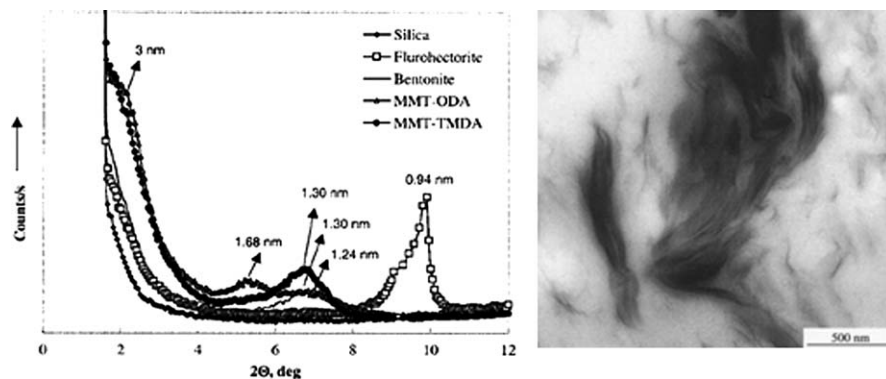 3 nm
Silica
Flurohectorite
Bentonite
MMT-ODA
MMT-TMDA
Counts/s
1.30 nm
0.94 nm
1.68 nm
1.30 nm
1.24 nm
0 2 4 6 8 10 12
2Θ, deg
500 nm